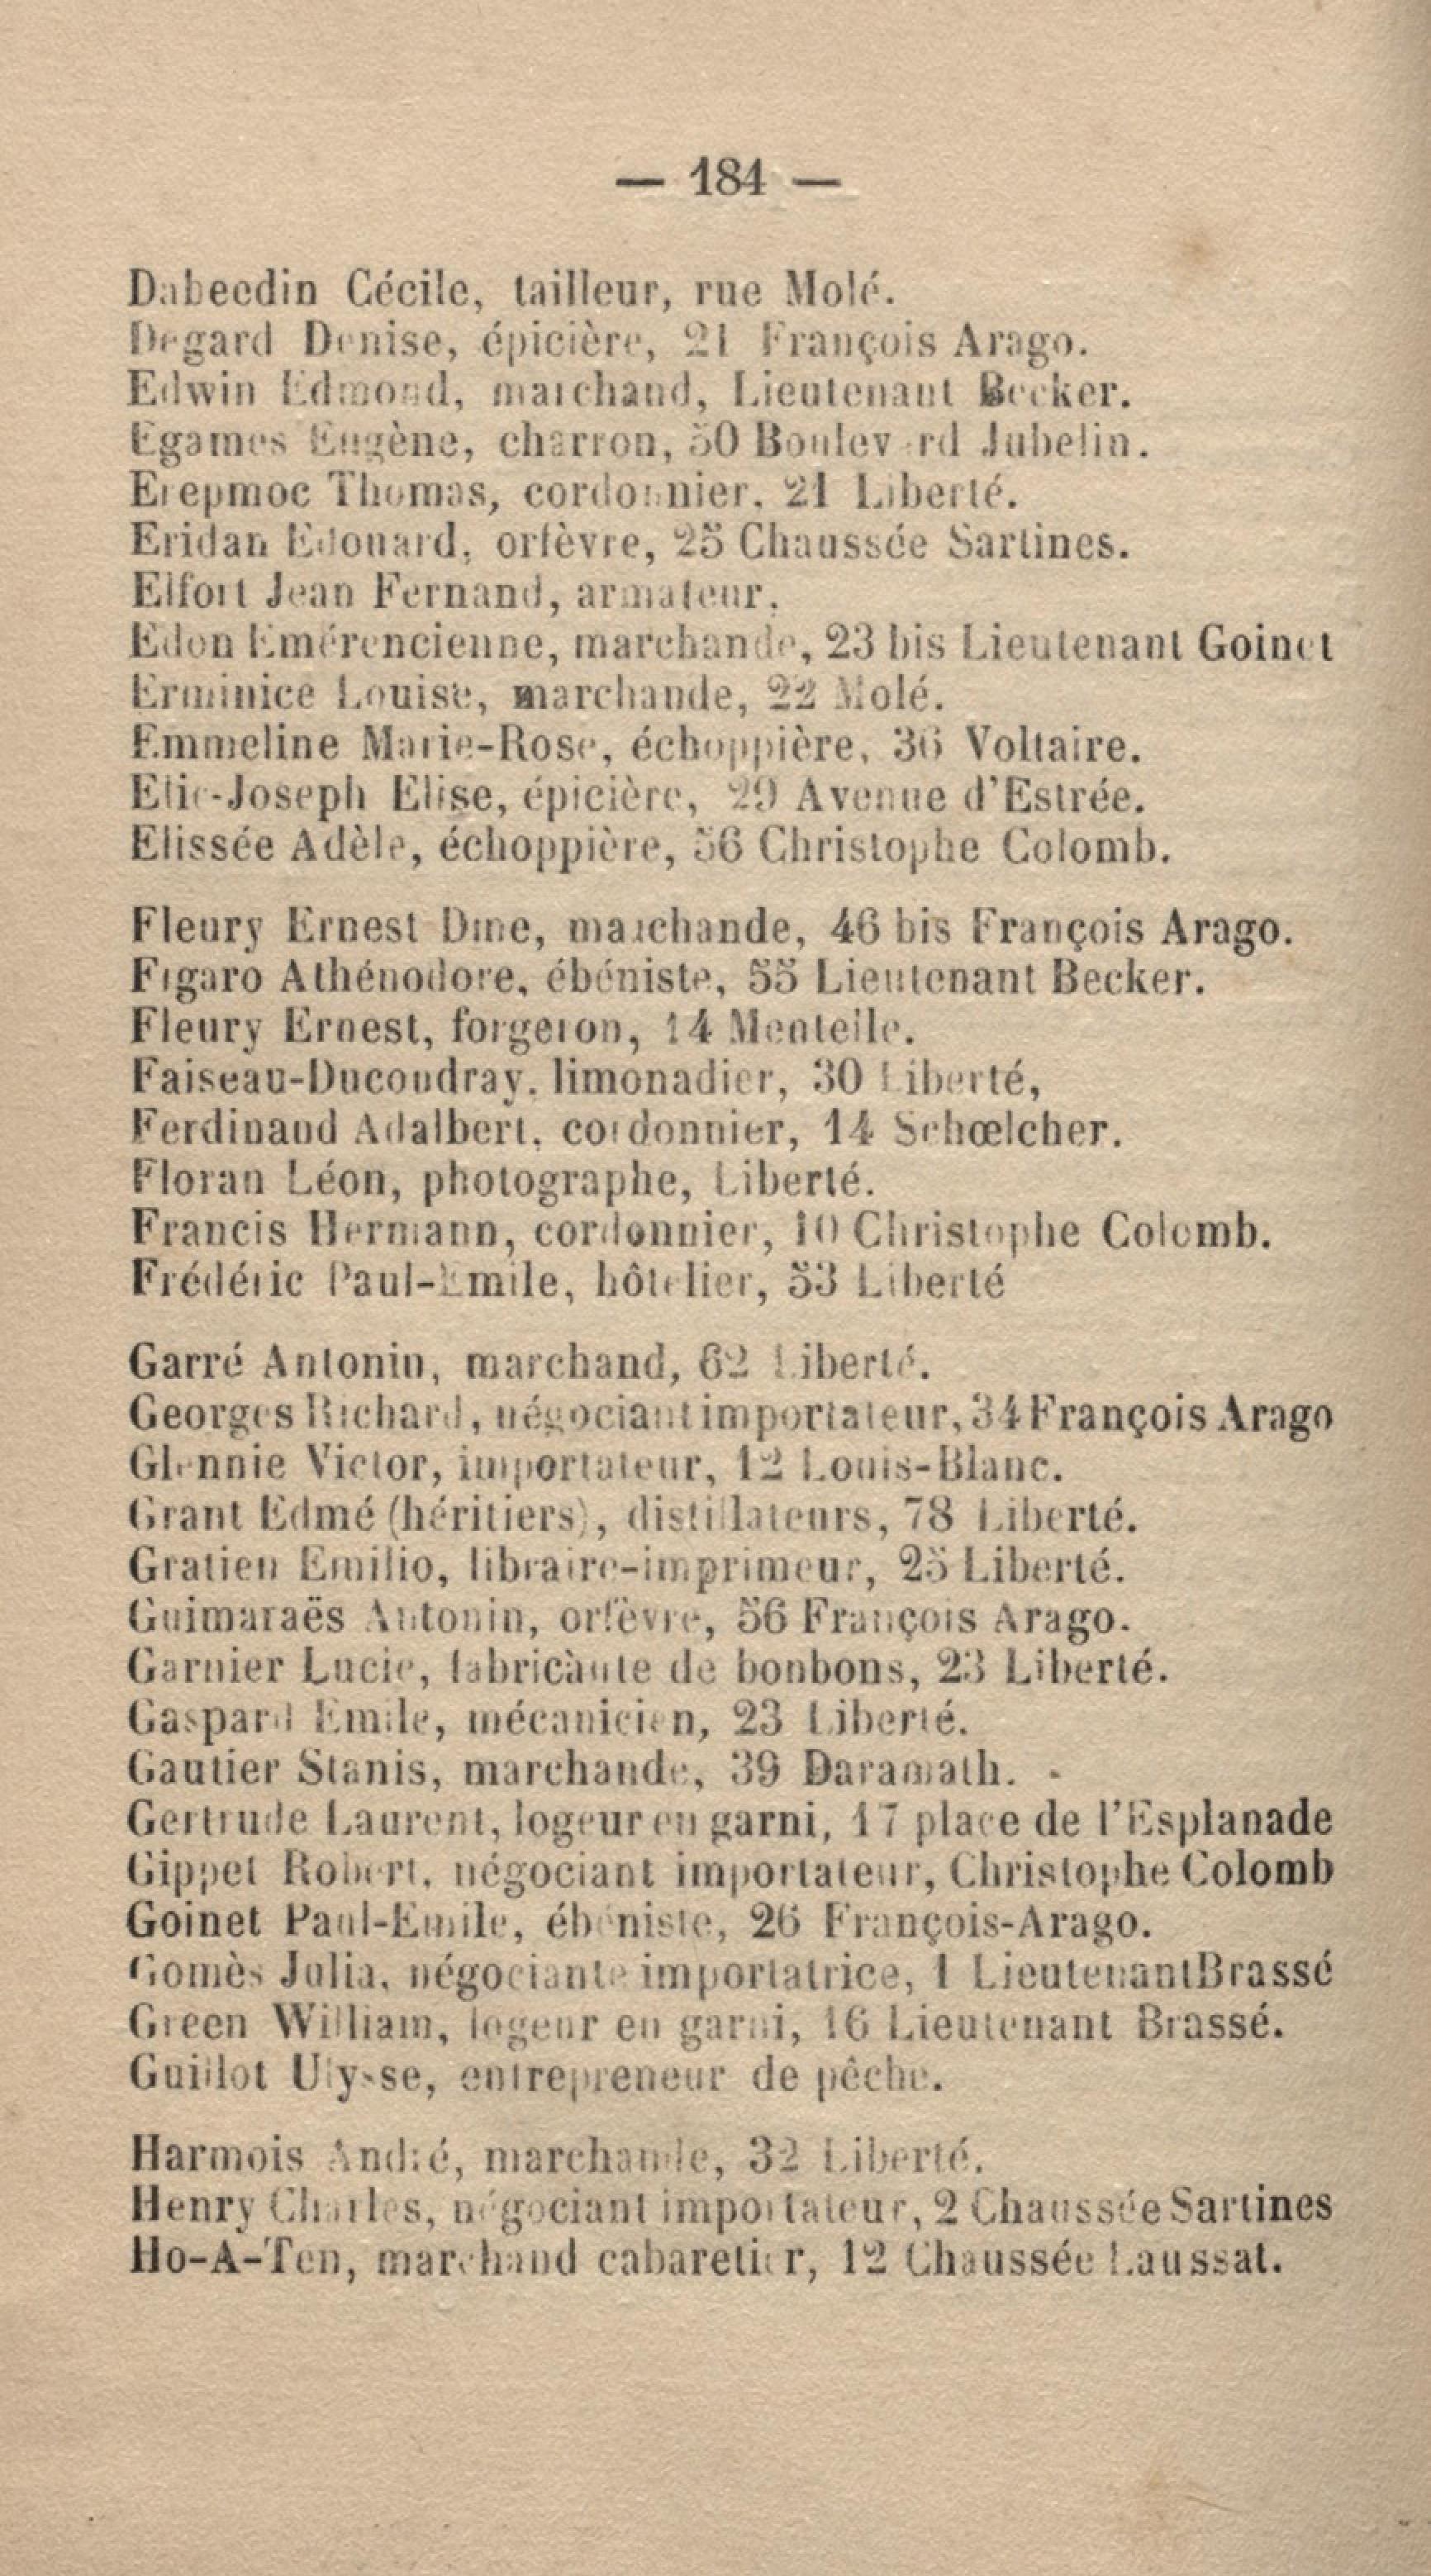 — 184 —
Dabeedin Cécile, tailleur, rue Molé.
Degard Denise, épicière, 21 François Arago.
Edwin Edmond, marchand, Lieutenant Becker.
Egames Eugène, charron, 50 Boulevard Jubelin.
Erepmoc Thomas, cordonnier, 21 Liberté.
Eridan Edouard, orfèvre, 25 Chaussée Sartines.
Elfort Jean Fernand, armateur.
Edon Emérencienne, marchande, 23 bis Lieutenant Goinet
Erminice Louise, marchande, 22 Molé.
Emmeline Marie-Rose, échoppière, 36 Voltaire.
Elie-Joseph Elise, épicière, 29 Avenue d'Estrée.
Elissée Adèle, échoppière, 56 Christophe Colomb.
Fleury Ernest Dme, marchande, 46 bis François Arago.
Figaro Athénodore, ébéniste, 55 Lieutenant Becker.
Fleury Ernest, forgeron, 14 Menteile.
Faiseau-Ducoudray, limonadier, 30 Liberté,
Ferdinand Adalbert, cordonnier, 14 Schœlcher.
Floran Léon, photographe, Liberté.
Francis Hermann, cordonnier, 10 Christophe Colomb.
Frédéric Paul-Emile, hôtelier, 53 Liberté
Garré Antonin, marchand, 62 Liberté.
Georges Richard, négociant importateur, 34 François Arago
Glennie Victor, importateur, 12 Louis-Blanc.
Grant Edmé (héritiers), distillateurs, 78 Liberté.
Gratien Emilio, libraire-imprimeur, 25 Liberté.
Guimaraës Antonin, orfèvre, 56 François Arago.
Garnier Lucie, fabricànte de bonbons, 23 Liberté.
Gaspard Emile, mécanicien, 23 Liberté.
Gautier Stanis, marchande, 39 Daramath.
Gertrude Laurent, logeur en garni, 17 place de l'Esplanade
Gippet Robert, négociant importateur, Christophe Colomb
Goinet Paul-Emile, ébéniste, 26 François-Arago.
Gomès Julia, négociante importatrice, 1 LieutenantBrassé
Green William, logeur en garni, 16 Lieutenant Brassé.
Guillot Ulysse, entrepreneur de pêche.
Harmois André, marchande, 32 Liberté.
Henry Charles, négociant importateur, 2 Chaussée Sartines
Ho-A-Ten, marchand cabaretier, 12 Chaussée Laussat.